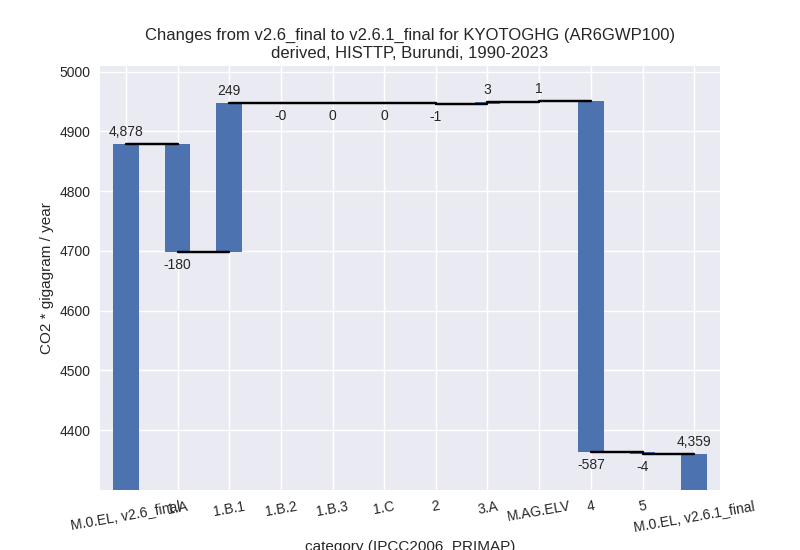 Changes from v2.6_final to v2.6.1_final for KYOTOGHG (AR6GWP100)
derived, HISTTP, Burundi, 1990-2023
CO2 * gigagram / year
5000
4900
4800
4700
4600
4500
4400
4,878
-180
249
-0
0
0
-1
3
1
-587
-4
4,359
M.0.EL, v2.6_final
1.A
1.B.1
1.B.2
1.B.3
1.C
2
3.A
M.AG.ELV
4
5
M.0.EL, v2.6.1_final
category (IPCC2006_PRIMAP)